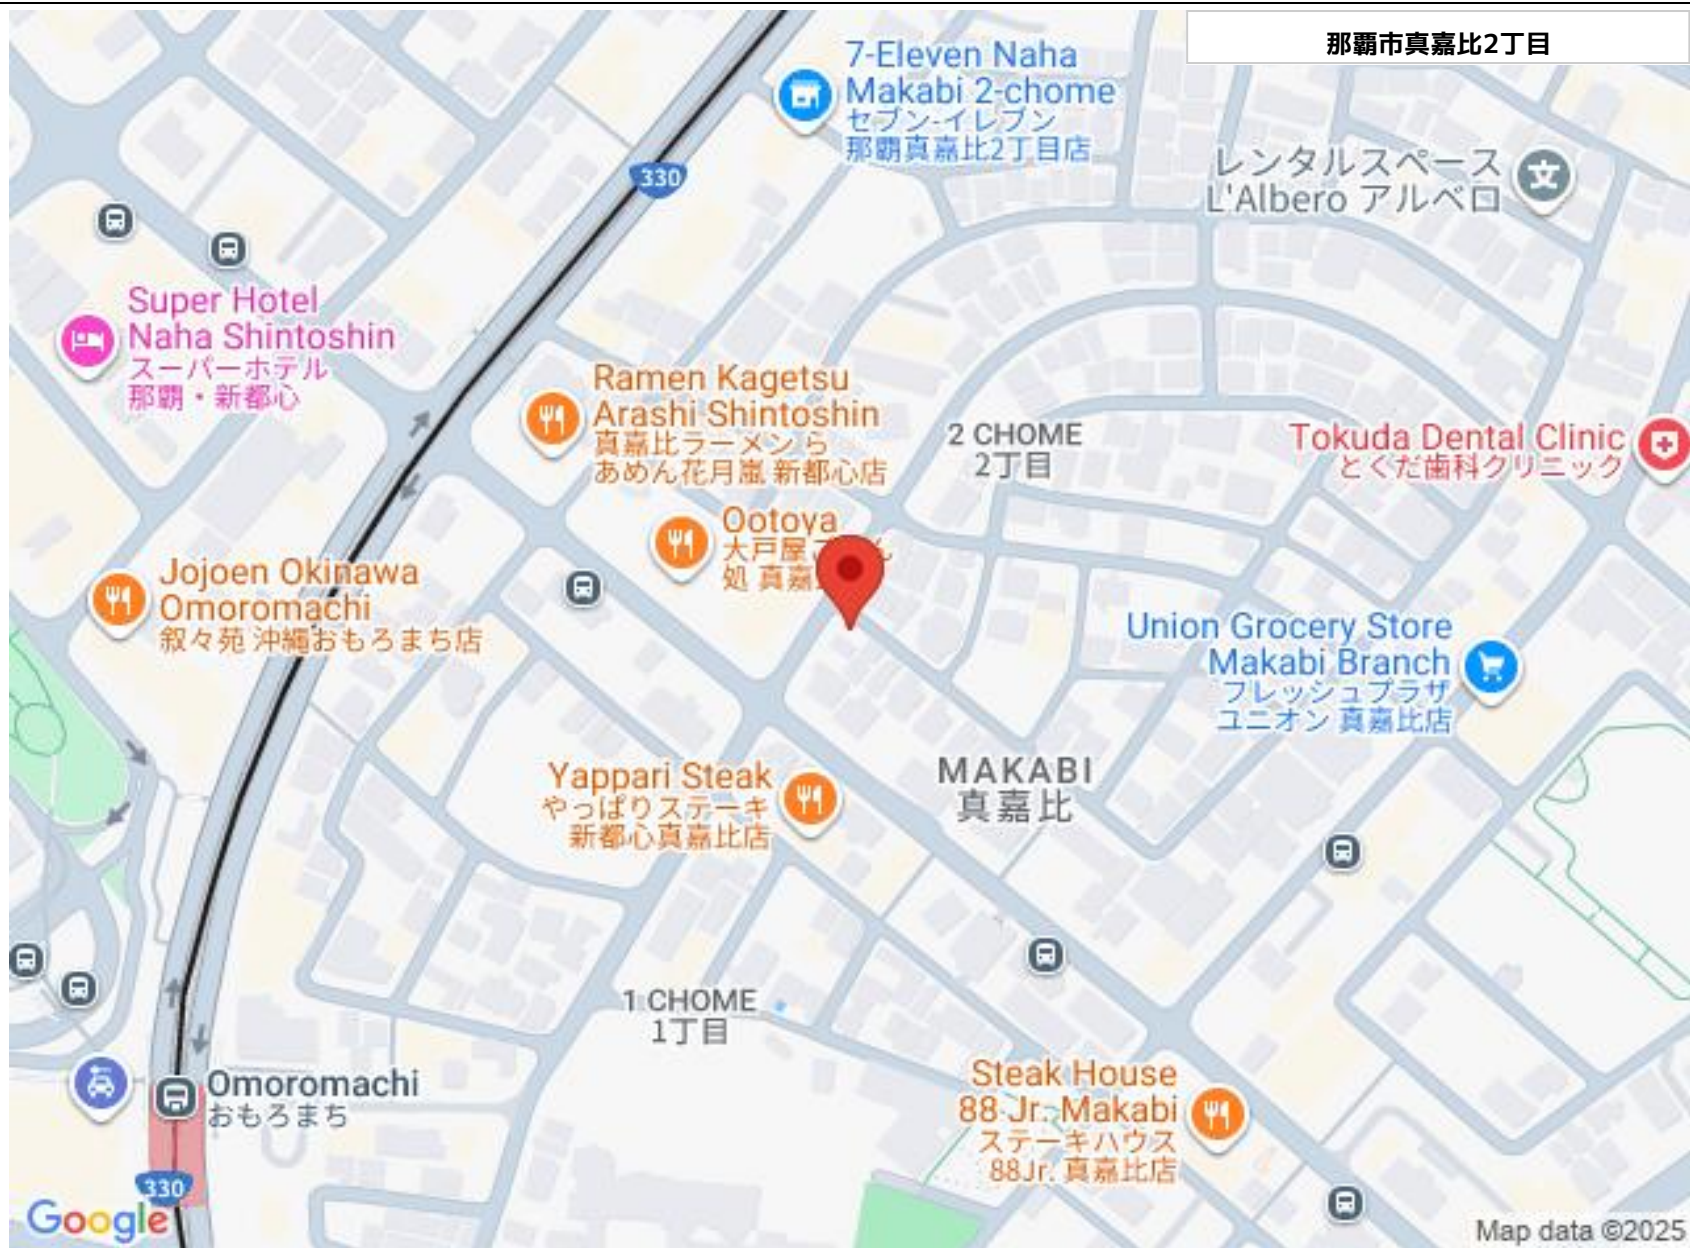 那覇市真嘉比2丁目
7-Eleven Naha
Makabi 2-chome
セブン-イレブン
那覇真嘉比2丁目店
330
レンタルスペース
L'Albero アルベロ
文
Super Hotel
Naha Shintoshin
スーパーホテル
那覇・新都心
Ramen Kagetsu
Arashi Shintoshin
真嘉比ラーメン ら
あめん花月嵐 新都心店
2 CHOME
2丁目
Tokuda Dental Clinic
とくだ歯科クリニック
Ootoya
大戸屋
処 真嘉
Jojoen Okinawa
Omoromachi
叙々苑 沖縄おもろまち店
Union Grocery Store
Makabi Branch
フレッシュプラザ
ユニオン 真嘉比店
Yappari Steak
やっぱりステーキ
新都心真嘉比店
MAKABI
真嘉比
1 CHOME
1丁目
Omoromachi
おもろまち
Steak House
88 Jr. Makabi
ステーキハウス
88Jr. 真嘉比店
330
Google
Map data ©2025